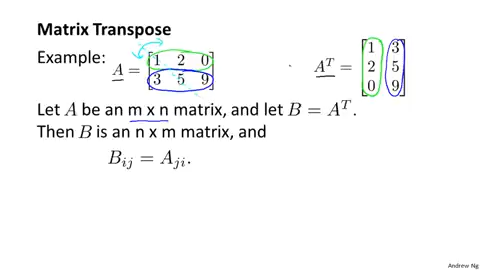 Matrix Transpose
Example: A = [1 2 0; 3 5 9] A^T = [1 3; 2 5; 0 9]
Let A be an m x n matrix, and let B = A^T.
Then B is an n x m matrix, and
B_ij = A_ji.
Andrew Ng